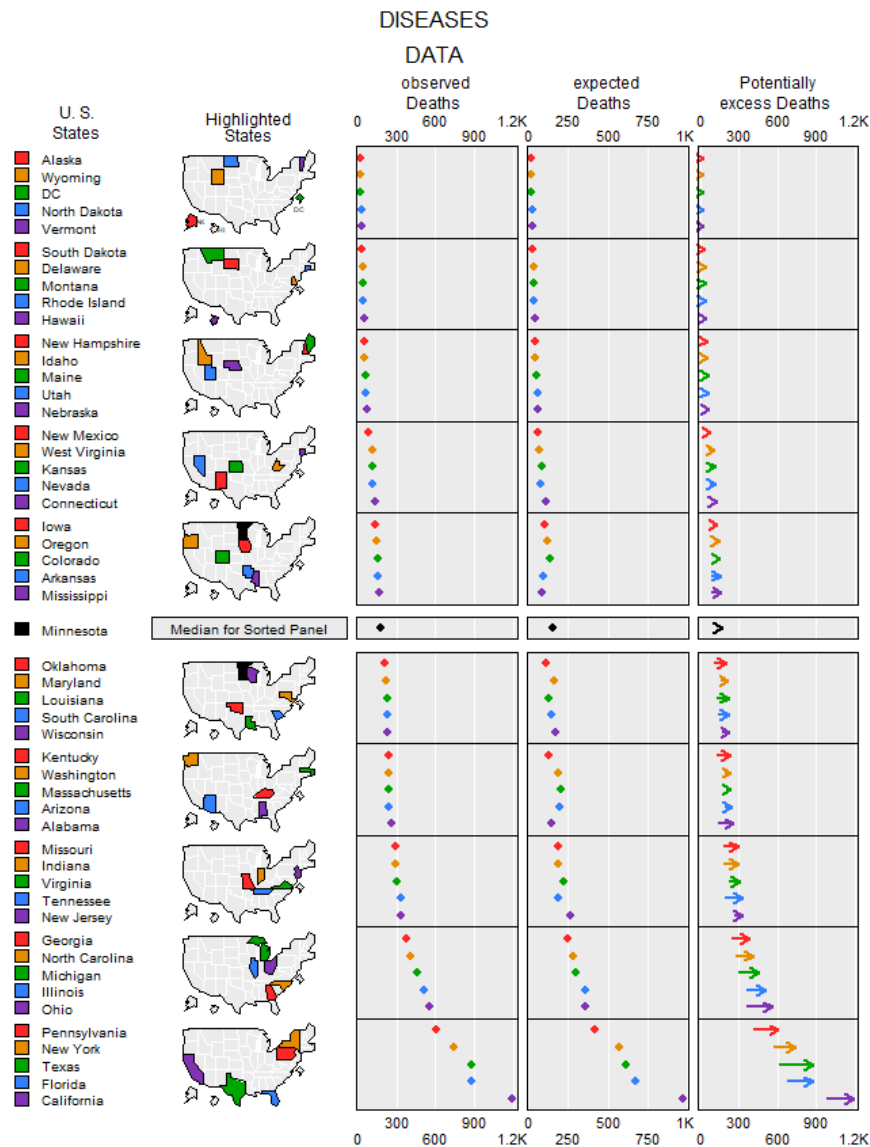 DISEASES
DATA
U. S.
States
Highlighted
States
observed
Deaths
expected
Deaths
Potentially
excess Deaths
0 600 1.2K
300 900
0 500 1K
250 750
0 600 1.2K
300 900
Alaska
Wyoming
DC
North Dakota
Vermont
DC
South Dakota
Delaware
Montana
Rhode Island
Hawaii
New Hampshire
Idaho
Maine
Utah
Nebraska
New Mexico
West Virginia
Kansas
Nevada
Connecticut
Iowa
Oregon
Colorado
Arkansas
Mississippi
Minnesota
Median for Sorted Panel
Oklahoma
Maryland
Louisiana
South Carolina
Wisconsin
Kentucky
Washington
Massachusetts
Arizona
Alabama
Missouri
Indiana
Virginia
Tennessee
New Jersey
Georgia
North Carolina
Michigan
Illinois
Ohio
Pennsylvania
New York
Texas
Florida
California
300 900
0 600 1.2K
250 750
0 500 1K
300 900
0 600 1.2K